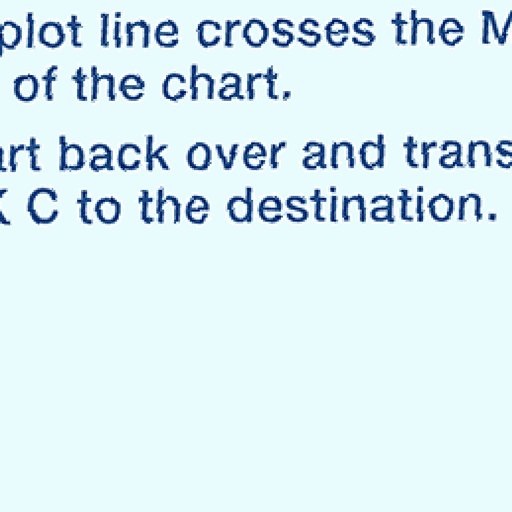 plot line crosses the M
of the chart.
art back over and trans
K C to the destination.